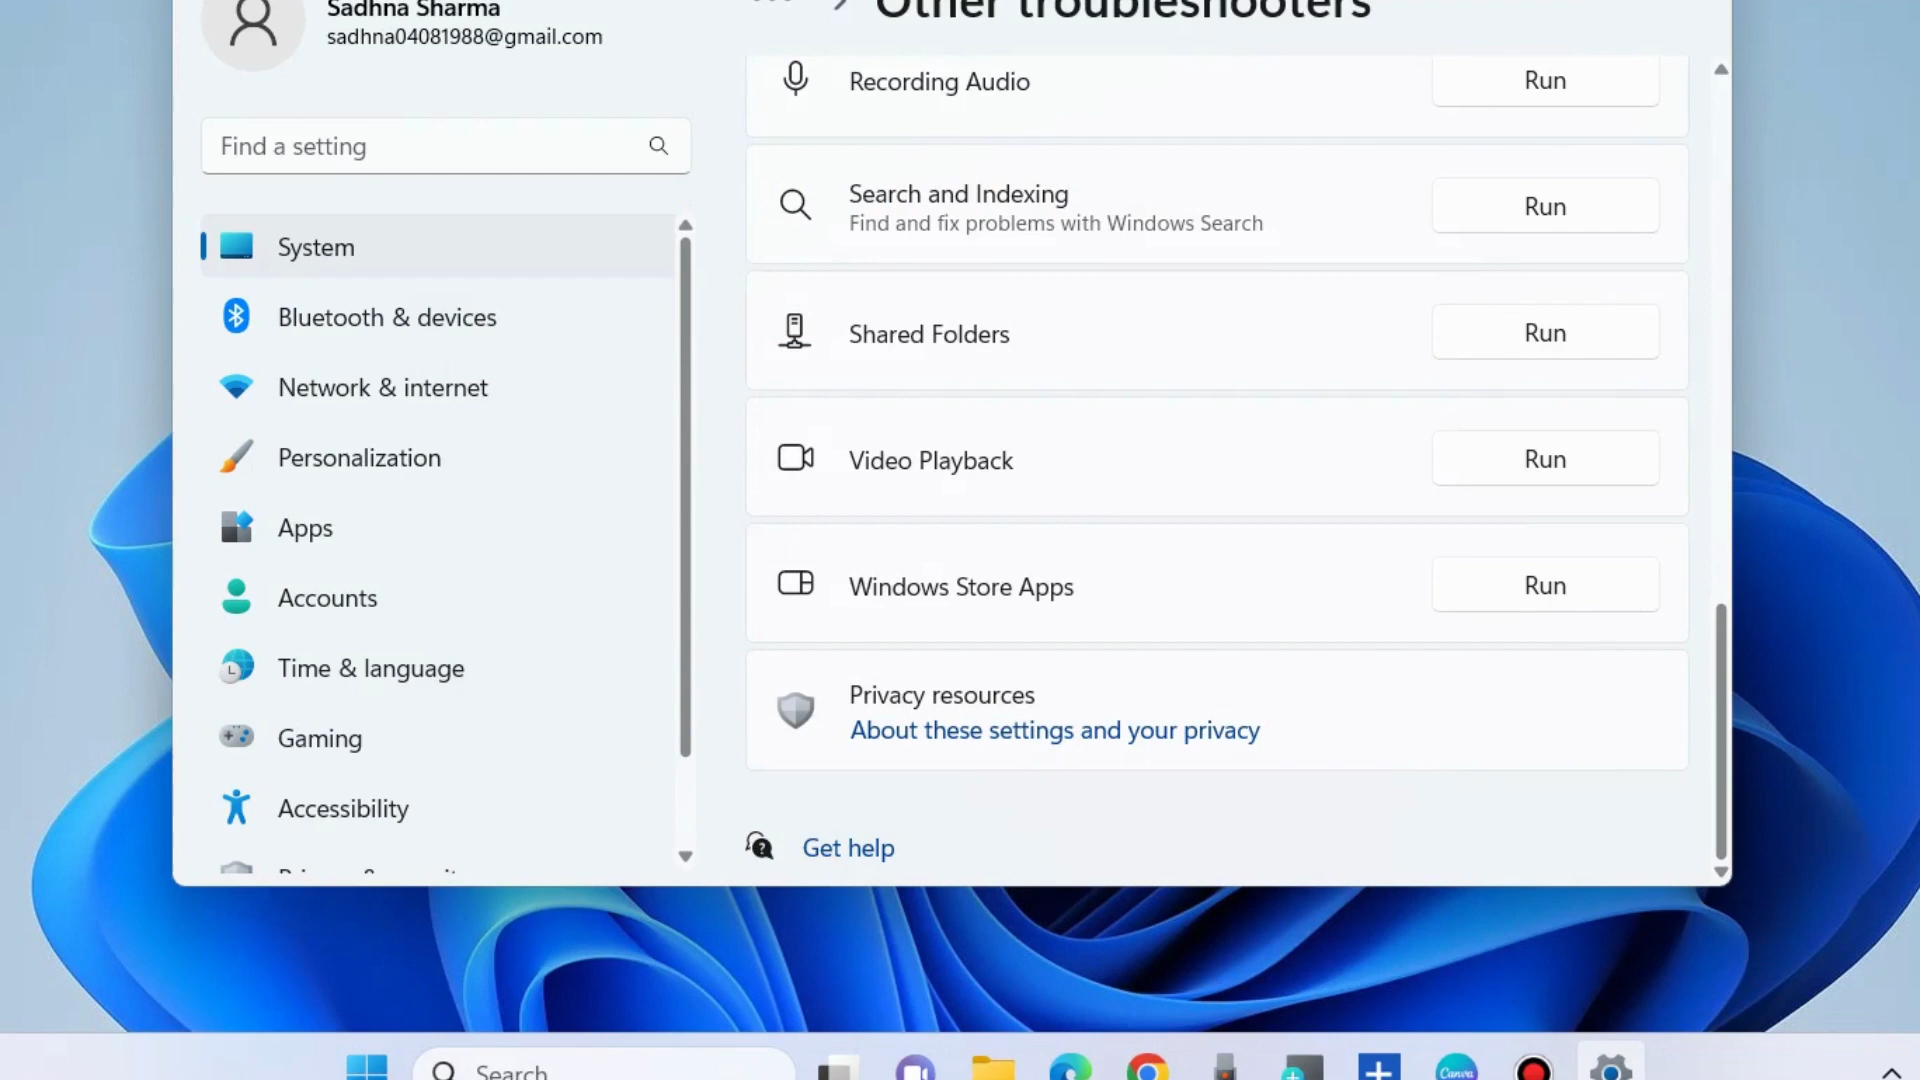 Sadhna Sharma
sadhna04081988@gmail.com
Find a setting
System
Bluetooth & devices
Network & internet
Personalization
Apps
Accounts
Time & language
Gaming
Accessibility
Other troubleshooters
Recording Audio
Run
Search and Indexing
Find and fix problems with Windows Search
Run
Shared Folders
Run
Video Playback
Run
Windows Store Apps
Run
Privacy resources
About these settings and your privacy
Get help
Search
Canva